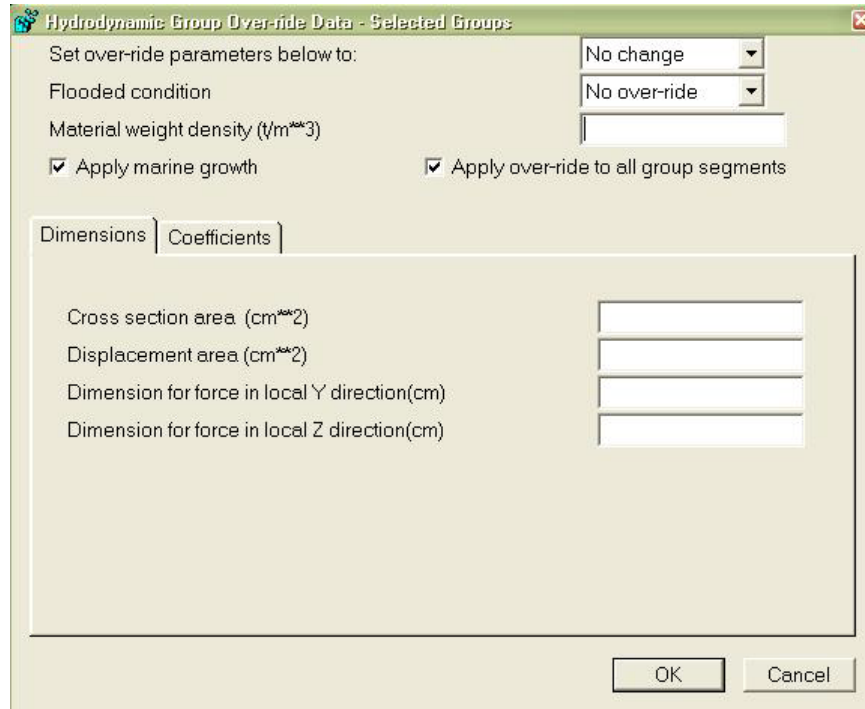 Hydrodynamic Group Over-ride Data - Selected Groups
Set over-ride parameters below to: No change
Flooded condition No over-ride
Material weight density (t/m**3)
Apply marine growth Apply over-ride to all group segments
Dimensions Coefficients
Cross section area (cm**2)
Displacement area (cm**2)
Dimension for force in local Y direction(cm)
Dimension for force in local Z direction(cm)
OK Cancel